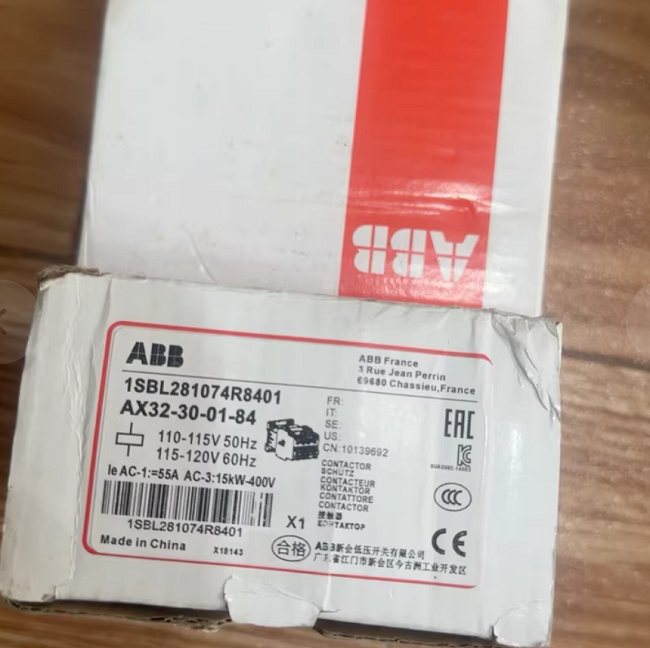 ABB
ABB
ABB France
3 Rue Jean Perrin
69680 Chassieu,France
1SBL281074R8401
AX32-30-01-84
110-115V 50Hz
115-120V 60Hz
Ie AC-1:=55A AC-3:15kW-400V
1SBL281074R8401
Made in China
X18143
X1
FR:
IT:
SE:
US:
CN:10139692
CONTACTOR
SCHÜTZ
CONTACTEUR
KONTAKTOR
CONTATTORE
CONTACTOR
接触器
КОНТАКТОР
EAC
CCC
CE
合格
ABB新会低压开关有限公司
广东省江门市新会区今古洲工业开发区